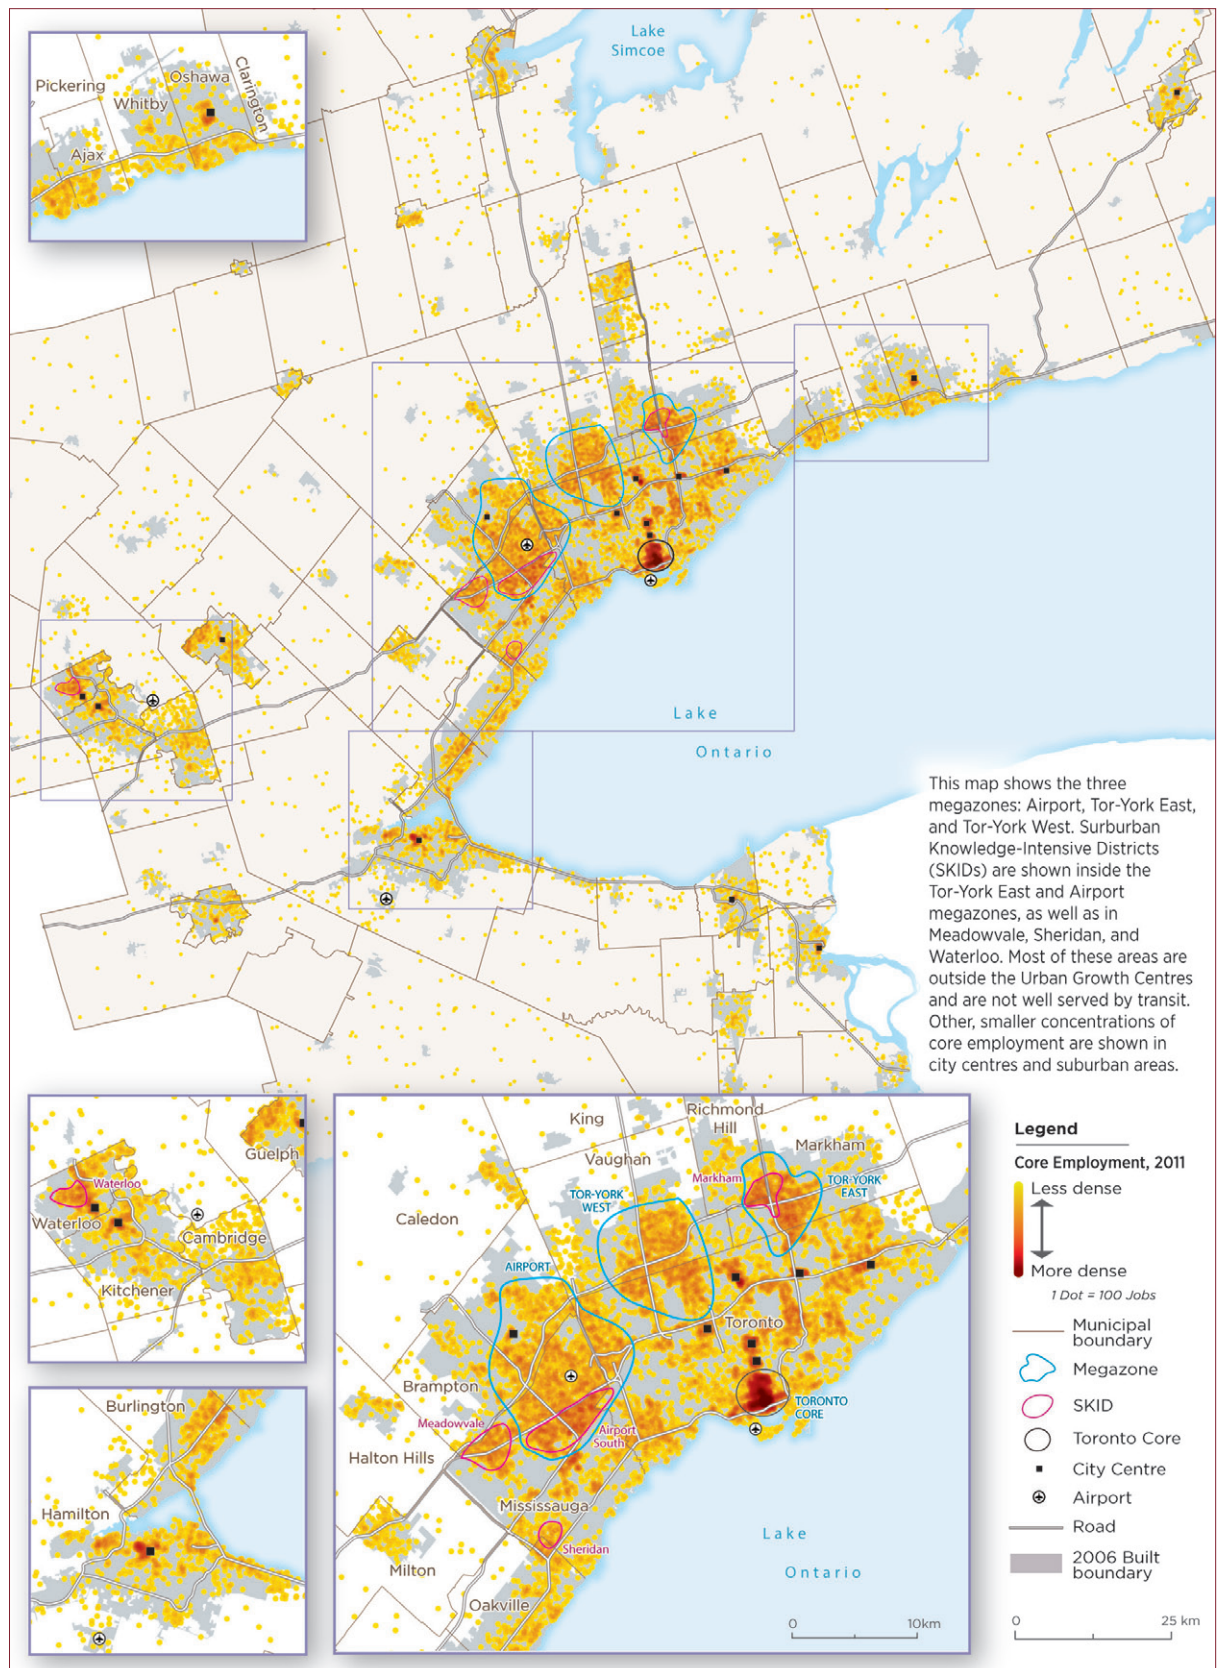 Lake
Simcoe
Pickering
Oshawa
Clarington
Whitby
Ajax
Lake
Ontario
This map shows the three
megazones: Airport, Tor-York East,
and Tor-York West. Surburban
Knowledge-Intensive Districts
(SKIDs) are shown inside the
Tor-York East and Airport
megazones, as well as in
Meadowvale, Sheridan, and
Waterloo. Most of these areas are
outside the Urban Growth Centres
and are not well served by transit.
Other, smaller concentrations of
core employment are shown in
city centres and suburban areas.
Guelph
Waterloo
Waterloo
Cambridge
Kitchener
Burlington
Hamilton
King
Richmond
Hill
Vaughan
Markham
Markham
TOR-YORK
EAST
TOR-YORK
WEST
Caledon
AIRPORT
Toronto
Brampton
TORONTO
CORE
Meadowvale
Airport
South
Halton Hills
Mississauga
Sheridan
Milton
Oakville
Lake
Ontario
0 10km
Legend
Core Employment, 2011
Less dense
More dense
1 Dot = 100 Jobs
Municipal
boundary
Megazone
SKID
Toronto Core
City Centre
Airport
Road
2006 Built
boundary
0 25 km